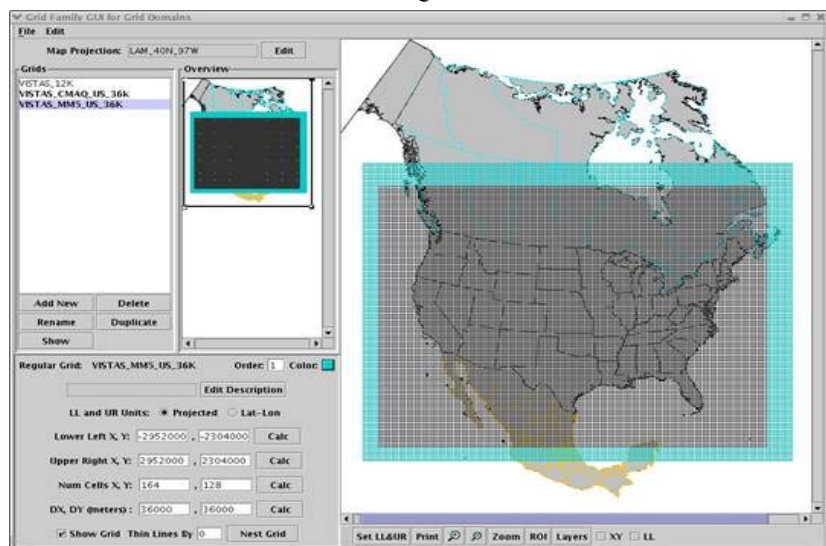 Grid Family GUI for Grid Domains
File Edit
Map Projection: LAM_40N_97W Edit
Grids
VISTAS_12K
VISTAS_CMAQ_US_36K
VISTAS_MM5_US_36K
Overview
Add New Delete
Rename Duplicate
Show
Regular Grid: VISTAS_MM5_US_36K Order: 1 Color:
Edit Description
LL and UR Units: Projected Lat-Lon
Lower Left X, Y: -2952000 , -2304000 Calc
Upper Right X, Y: 2952000 , 2304000 Calc
Num Cells X, Y: 164 , 128 Calc
DX, DY (meters) : 36000 , 36000 Calc
Show Grid Thin Lines By 0 Nest Grid
Set LL&UR Print Zoom ROI Layers XY LL